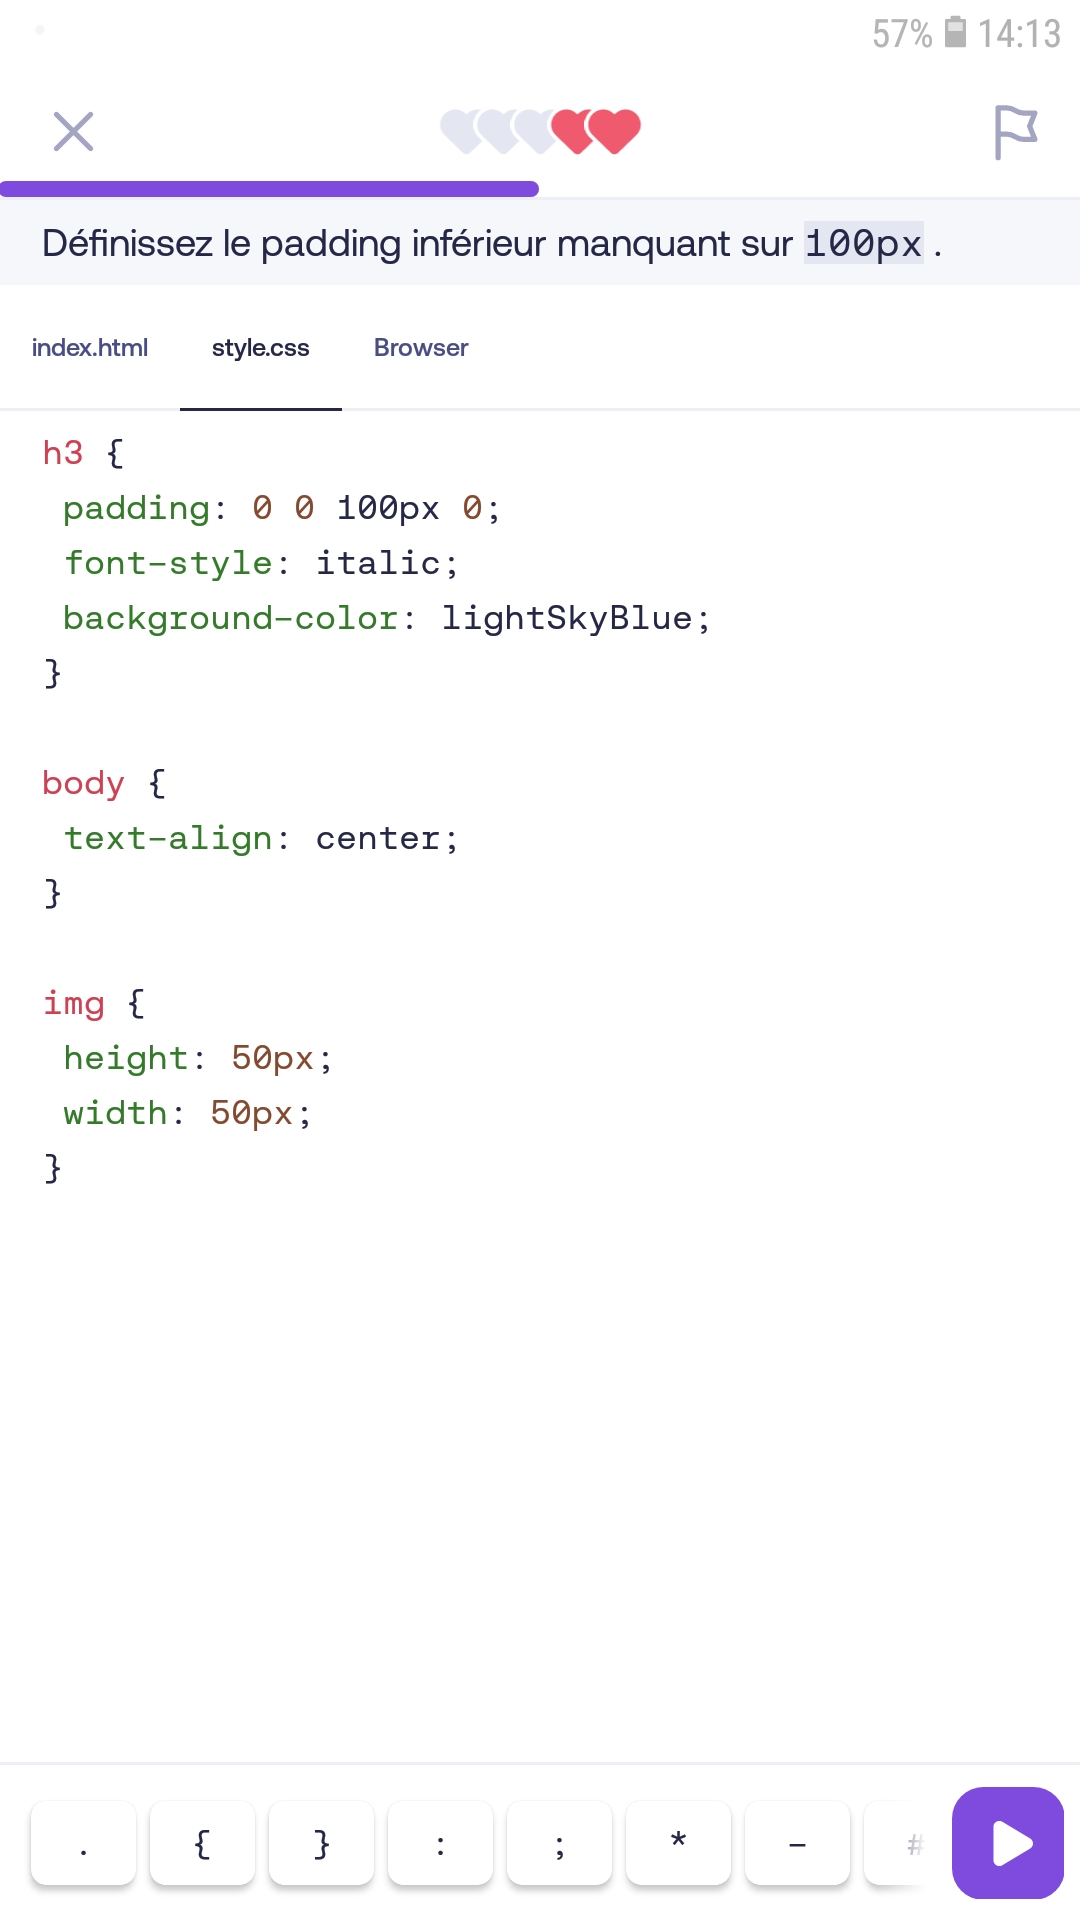 57% 14:13
Définissez le padding inférieur manquant sur 100px .
index.html style.css Browser
h3 {
padding: 0 0 100px 0;
font-style: italic;
background-color: lightSkyBlue;
}
body {
text-align: center;
}
img {
height: 50px;
width: 50px;
}
. { } : ; * - #